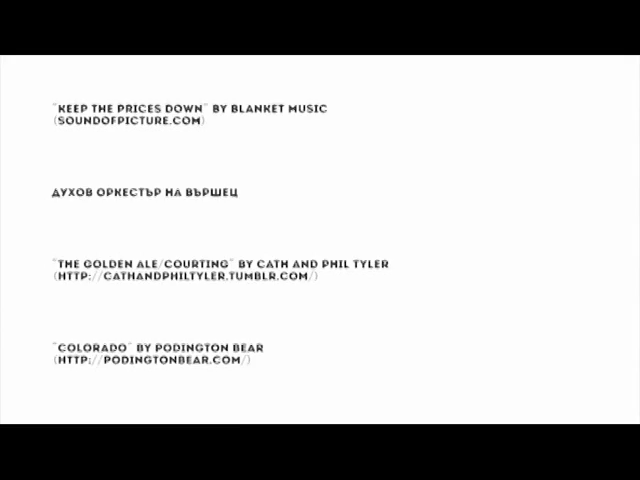 "KEEP THE PRICES DOWN" BY BLANKET MUSIC
(SOUNDOFPICTURE.COM)
ДУХОВ ОРКЕСТЪР НА ВЪРШЕЦ
"THE GOLDEN ALE/COURTING" BY CATH AND PHIL TYLER
(HTTP://CATHANDPHILTYLER.TUMBLR.COM/)
"COLORADO" BY PODINGTON BEAR
(HTTP://PODINGTONBEAR.COM/)